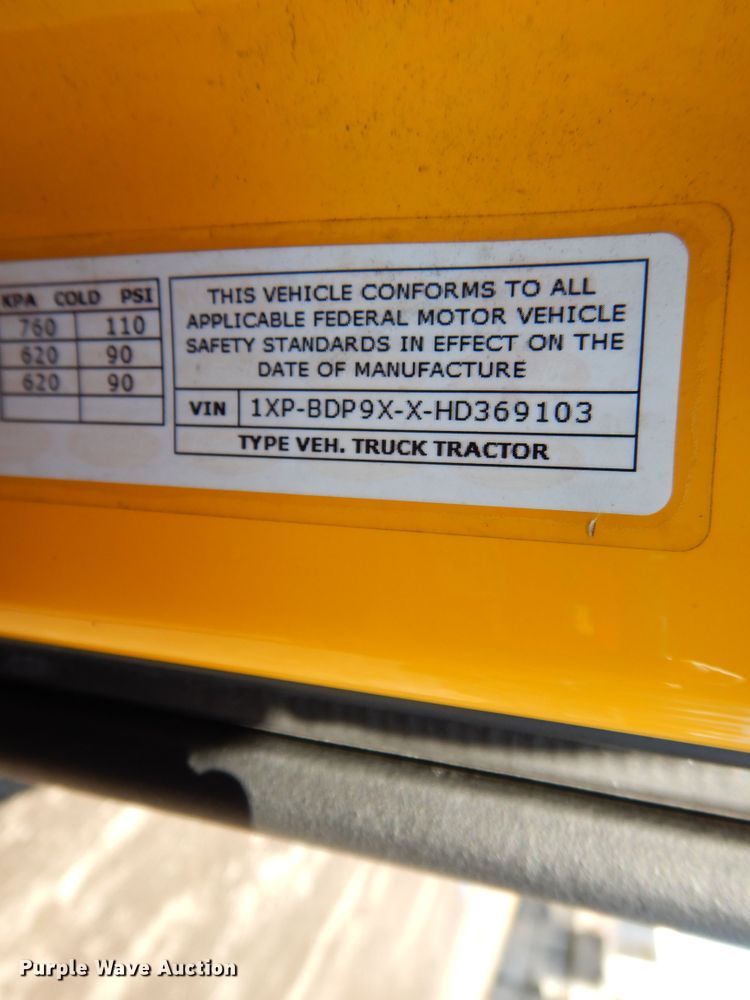 KPA COLD PSI
760 110
620 90
620 90
THIS VEHICLE CONFORMS TO ALL
APPLICABLE FEDERAL MOTOR VEHICLE
SAFETY STANDARDS IN EFFECT ON THE
DATE OF MANUFACTURE
VIN 1XP-BDP9X-X-HD369103
TYPE VEH. TRUCK TRACTOR
Purple Wave Auction